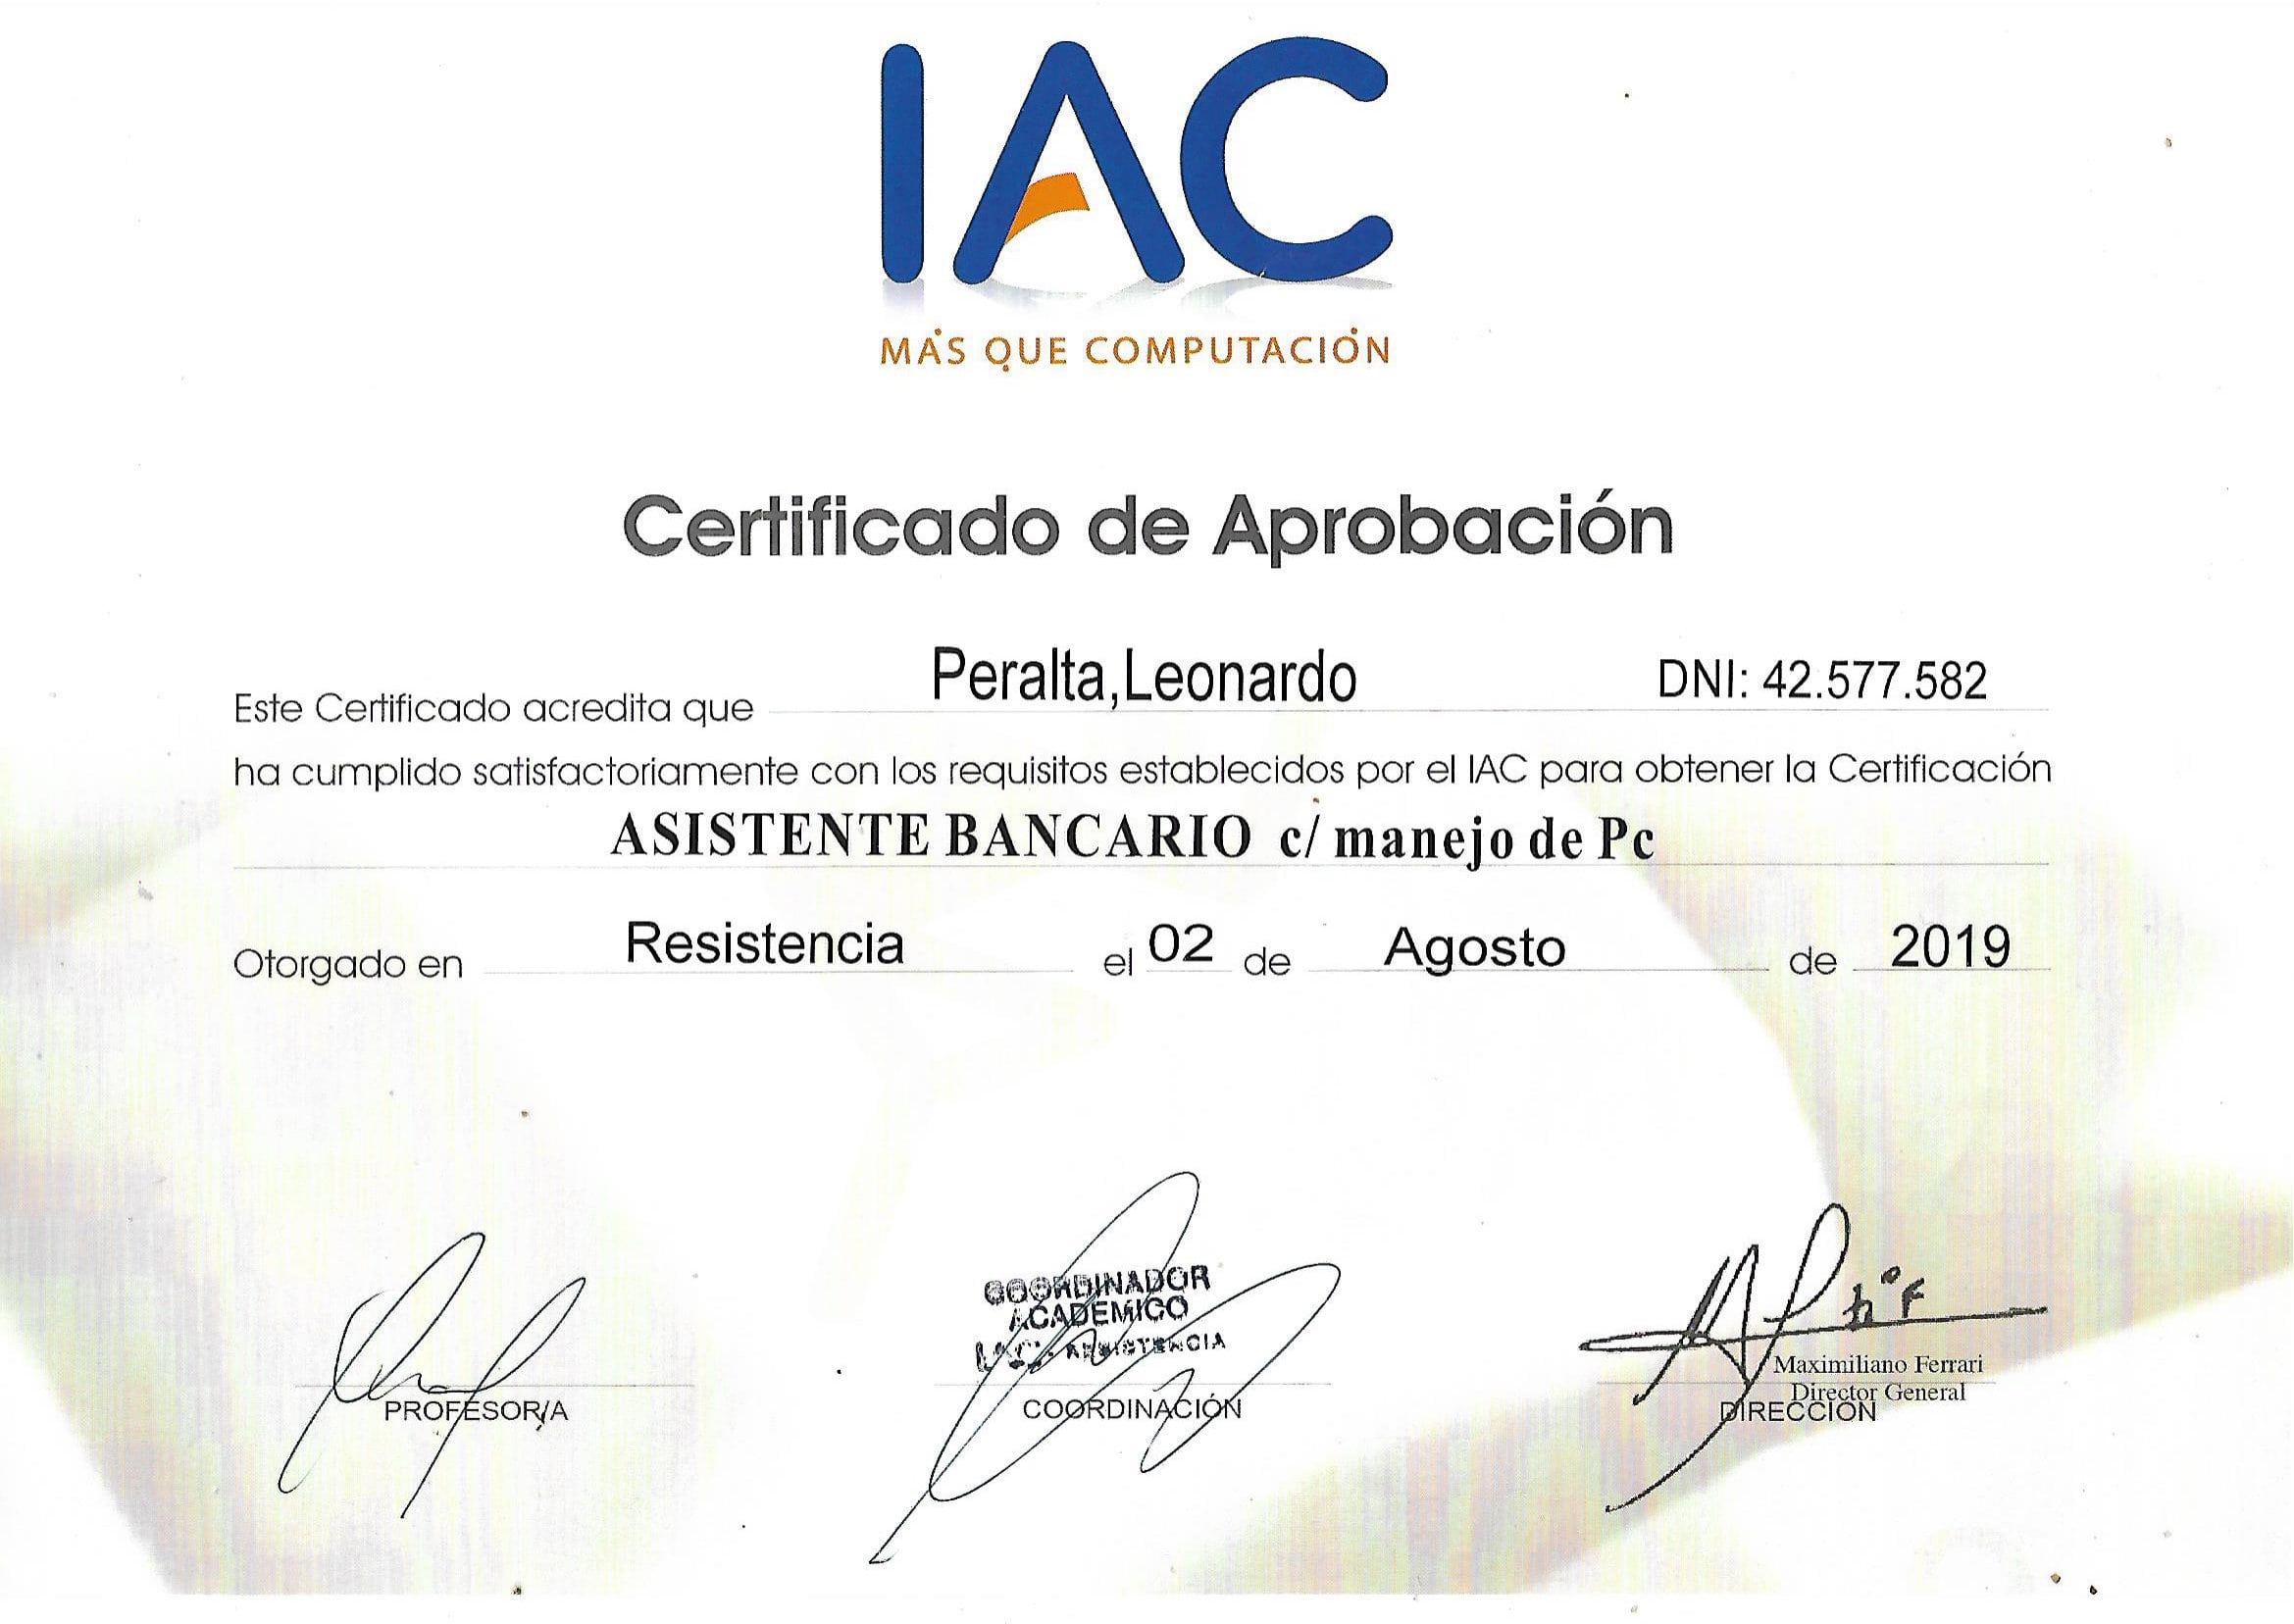 IAC
MÁS QUE COMPUTACIÓN
Certificado de Aprobación
Este Certificado acredita que Peralta,Leonardo DNI: 42.577.582
ha cumplido satisfactoriamente con los requisitos establecidos por el IAC para obtener la Certificación
ASISTENTE BANCARIO c/ manejo de Pc
Otorgado en Resistencia el 02 de Agosto de 2019
COORDINADOR
ACADEMICO
IAC - RESISTENCIA
Maximiliano Ferrari
Director General
PROFESOR/A COORDINACIÓN DIRECCIÓN